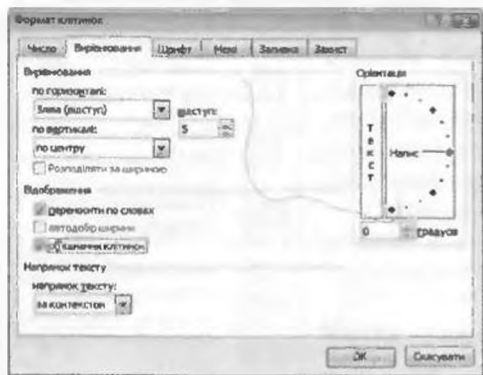 Формат клітинок
Число Вирівнювання Шрифт Межі Заливка Захист
Вирівнювання
по горизонталі:
Зліва (відступ)
відступ:
5
по вертикалі:
по центру
Розподіляти за шириною
Відображення
переносити по словах
автодобір ширини
об'єднання клітинок
Напрямок тексту
напрямок тексту:
за контекстом
Орієнтація
Текст
Напис
0 градусів
ОК Скасувати